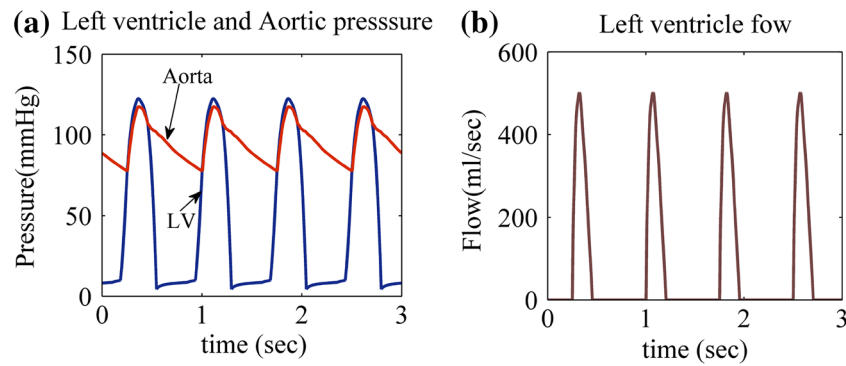 (a) Left ventricle and Aortic presssure
150
100
50
0
Pressure(mmHg)
Aorta
LV
0 1 2 3
time (sec)
(b) Left ventricle fow
600
400
200
0
Flow(ml/sec)
0 1 2 3
time (sec)